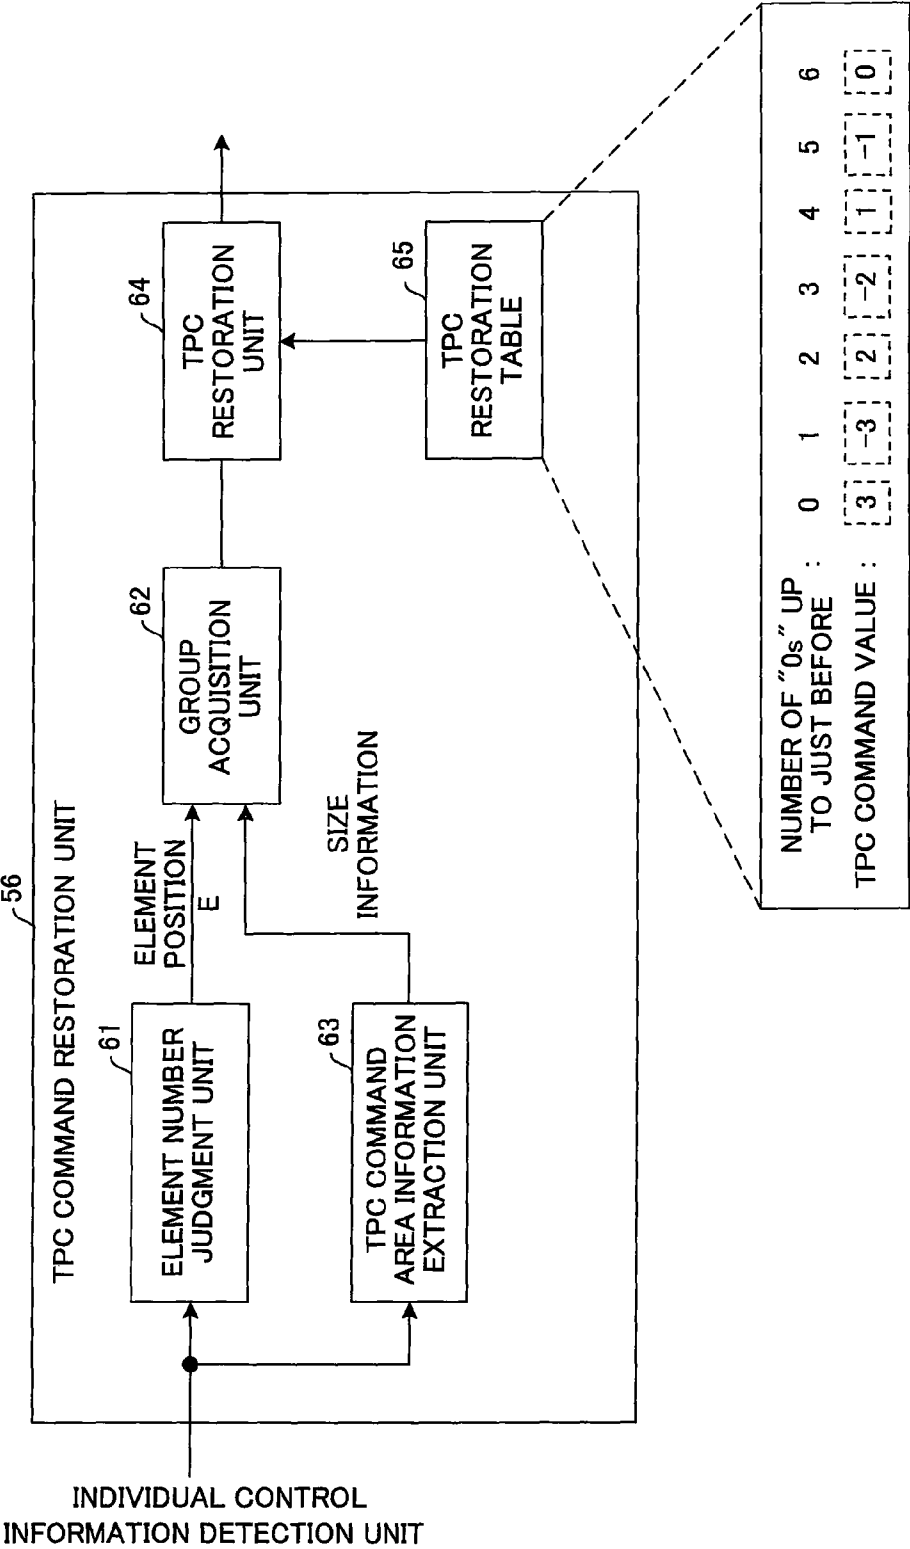 56
TPC COMMAND RESTORATION UNIT
INDIVIDUAL CONTROL
INFORMATION DETECTION UNIT
61
ELEMENT NUMBER
JUDGMENT UNIT
ELEMENT
POSITION
E
63
TPC COMMAND
AREA INFORMATION
EXTRACTION UNIT
SIZE
INFORMATION
62
GROUP
ACQUISITION
UNIT
64
TPC
RESTORATION
UNIT
65
TPC
RESTORATION
TABLE
NUMBER OF "0s" UP
TO JUST BEFORE : 0 1 2 3 4 5 6
TPC COMMAND VALUE : 3 -3 2 -2 1 -1 0